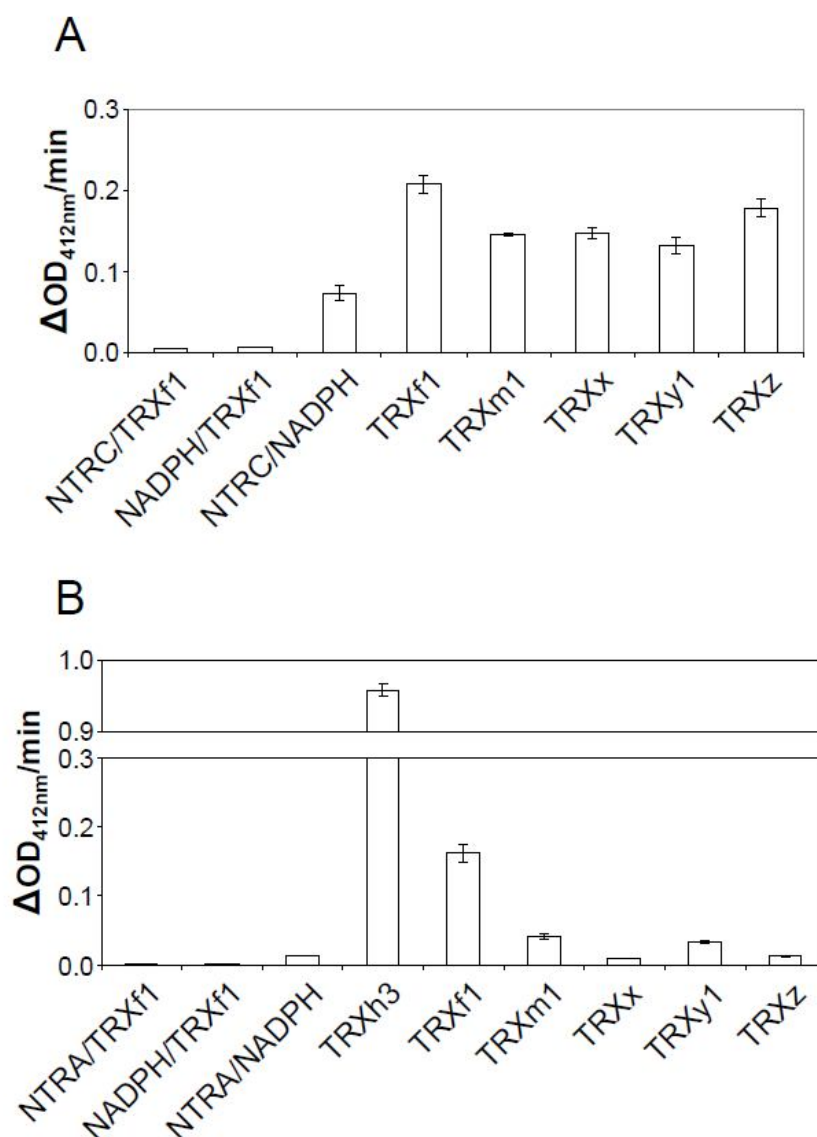 A
0.3
0.2
0.1
0.0
ΔOD412nm/min
NTRC/TRXf1
NADPH/TRXf1
NTRC/NADPH
TRXf1
TRXm1
TRXx
TRXy1
TRXz
B
1.0
0.9
0.3
0.2
0.1
0.0
ΔOD412nm/min
NTRA/TRXf1
NADPH/TRXf1
NTRA/NADPH
TRXh3
TRXf1
TRXm1
TRXx
TRXy1
TRXz